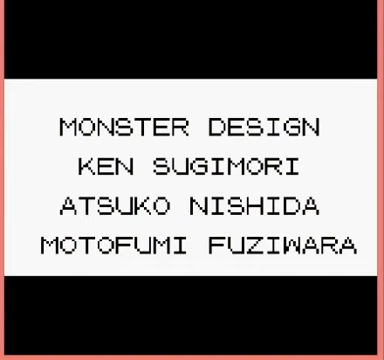 MONSTER DESIGN
KEN SUGIMORI
ATSUKO NISHIDA
MOTOFUMI FUZIWARA